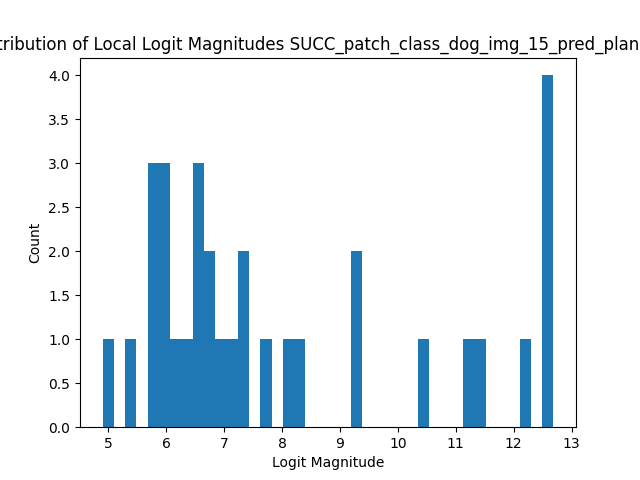 tribution of Local Logit Magnitudes SUCC_patch_class_dog_img_15_pred_plan
4.0
3.5
3.0
2.5
2.0
1.5
1.0
0.5
0.0
Count
5 6 7 8 9 10 11 12 13
Logit Magnitude